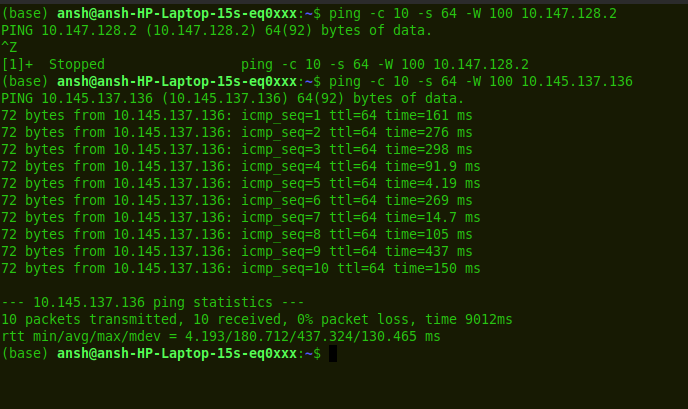 (base) ansh@ansh-HP-Laptop-15s-eq0xxx:~$ ping -c 10 -s 64 -W 100 10.147.128.2
PING 10.147.128.2 (10.147.128.2) 64(92) bytes of data.
^Z
[1]+  Stopped                 ping -c 10 -s 64 -W 100 10.147.128.2
(base) ansh@ansh-HP-Laptop-15s-eq0xxx:~$ ping -c 10 -s 64 -W 100 10.145.137.136
PING 10.145.137.136 (10.145.137.136) 64(92) bytes of data.
72 bytes from 10.145.137.136: icmp_seq=1 ttl=64 time=161 ms
72 bytes from 10.145.137.136: icmp_seq=2 ttl=64 time=276 ms
72 bytes from 10.145.137.136: icmp_seq=3 ttl=64 time=298 ms
72 bytes from 10.145.137.136: icmp_seq=4 ttl=64 time=91.9 ms
72 bytes from 10.145.137.136: icmp_seq=5 ttl=64 time=4.19 ms
72 bytes from 10.145.137.136: icmp_seq=6 ttl=64 time=269 ms
72 bytes from 10.145.137.136: icmp_seq=7 ttl=64 time=14.7 ms
72 bytes from 10.145.137.136: icmp_seq=8 ttl=64 time=105 ms
72 bytes from 10.145.137.136: icmp_seq=9 ttl=64 time=437 ms
72 bytes from 10.145.137.136: icmp_seq=10 ttl=64 time=150 ms
--- 10.145.137.136 ping statistics ---
10 packets transmitted, 10 received, 0% packet loss, time 9012ms
rtt min/avg/max/mdev = 4.193/180.712/437.324/130.465 ms
(base) ansh@ansh-HP-Laptop-15s-eq0xxx:~$